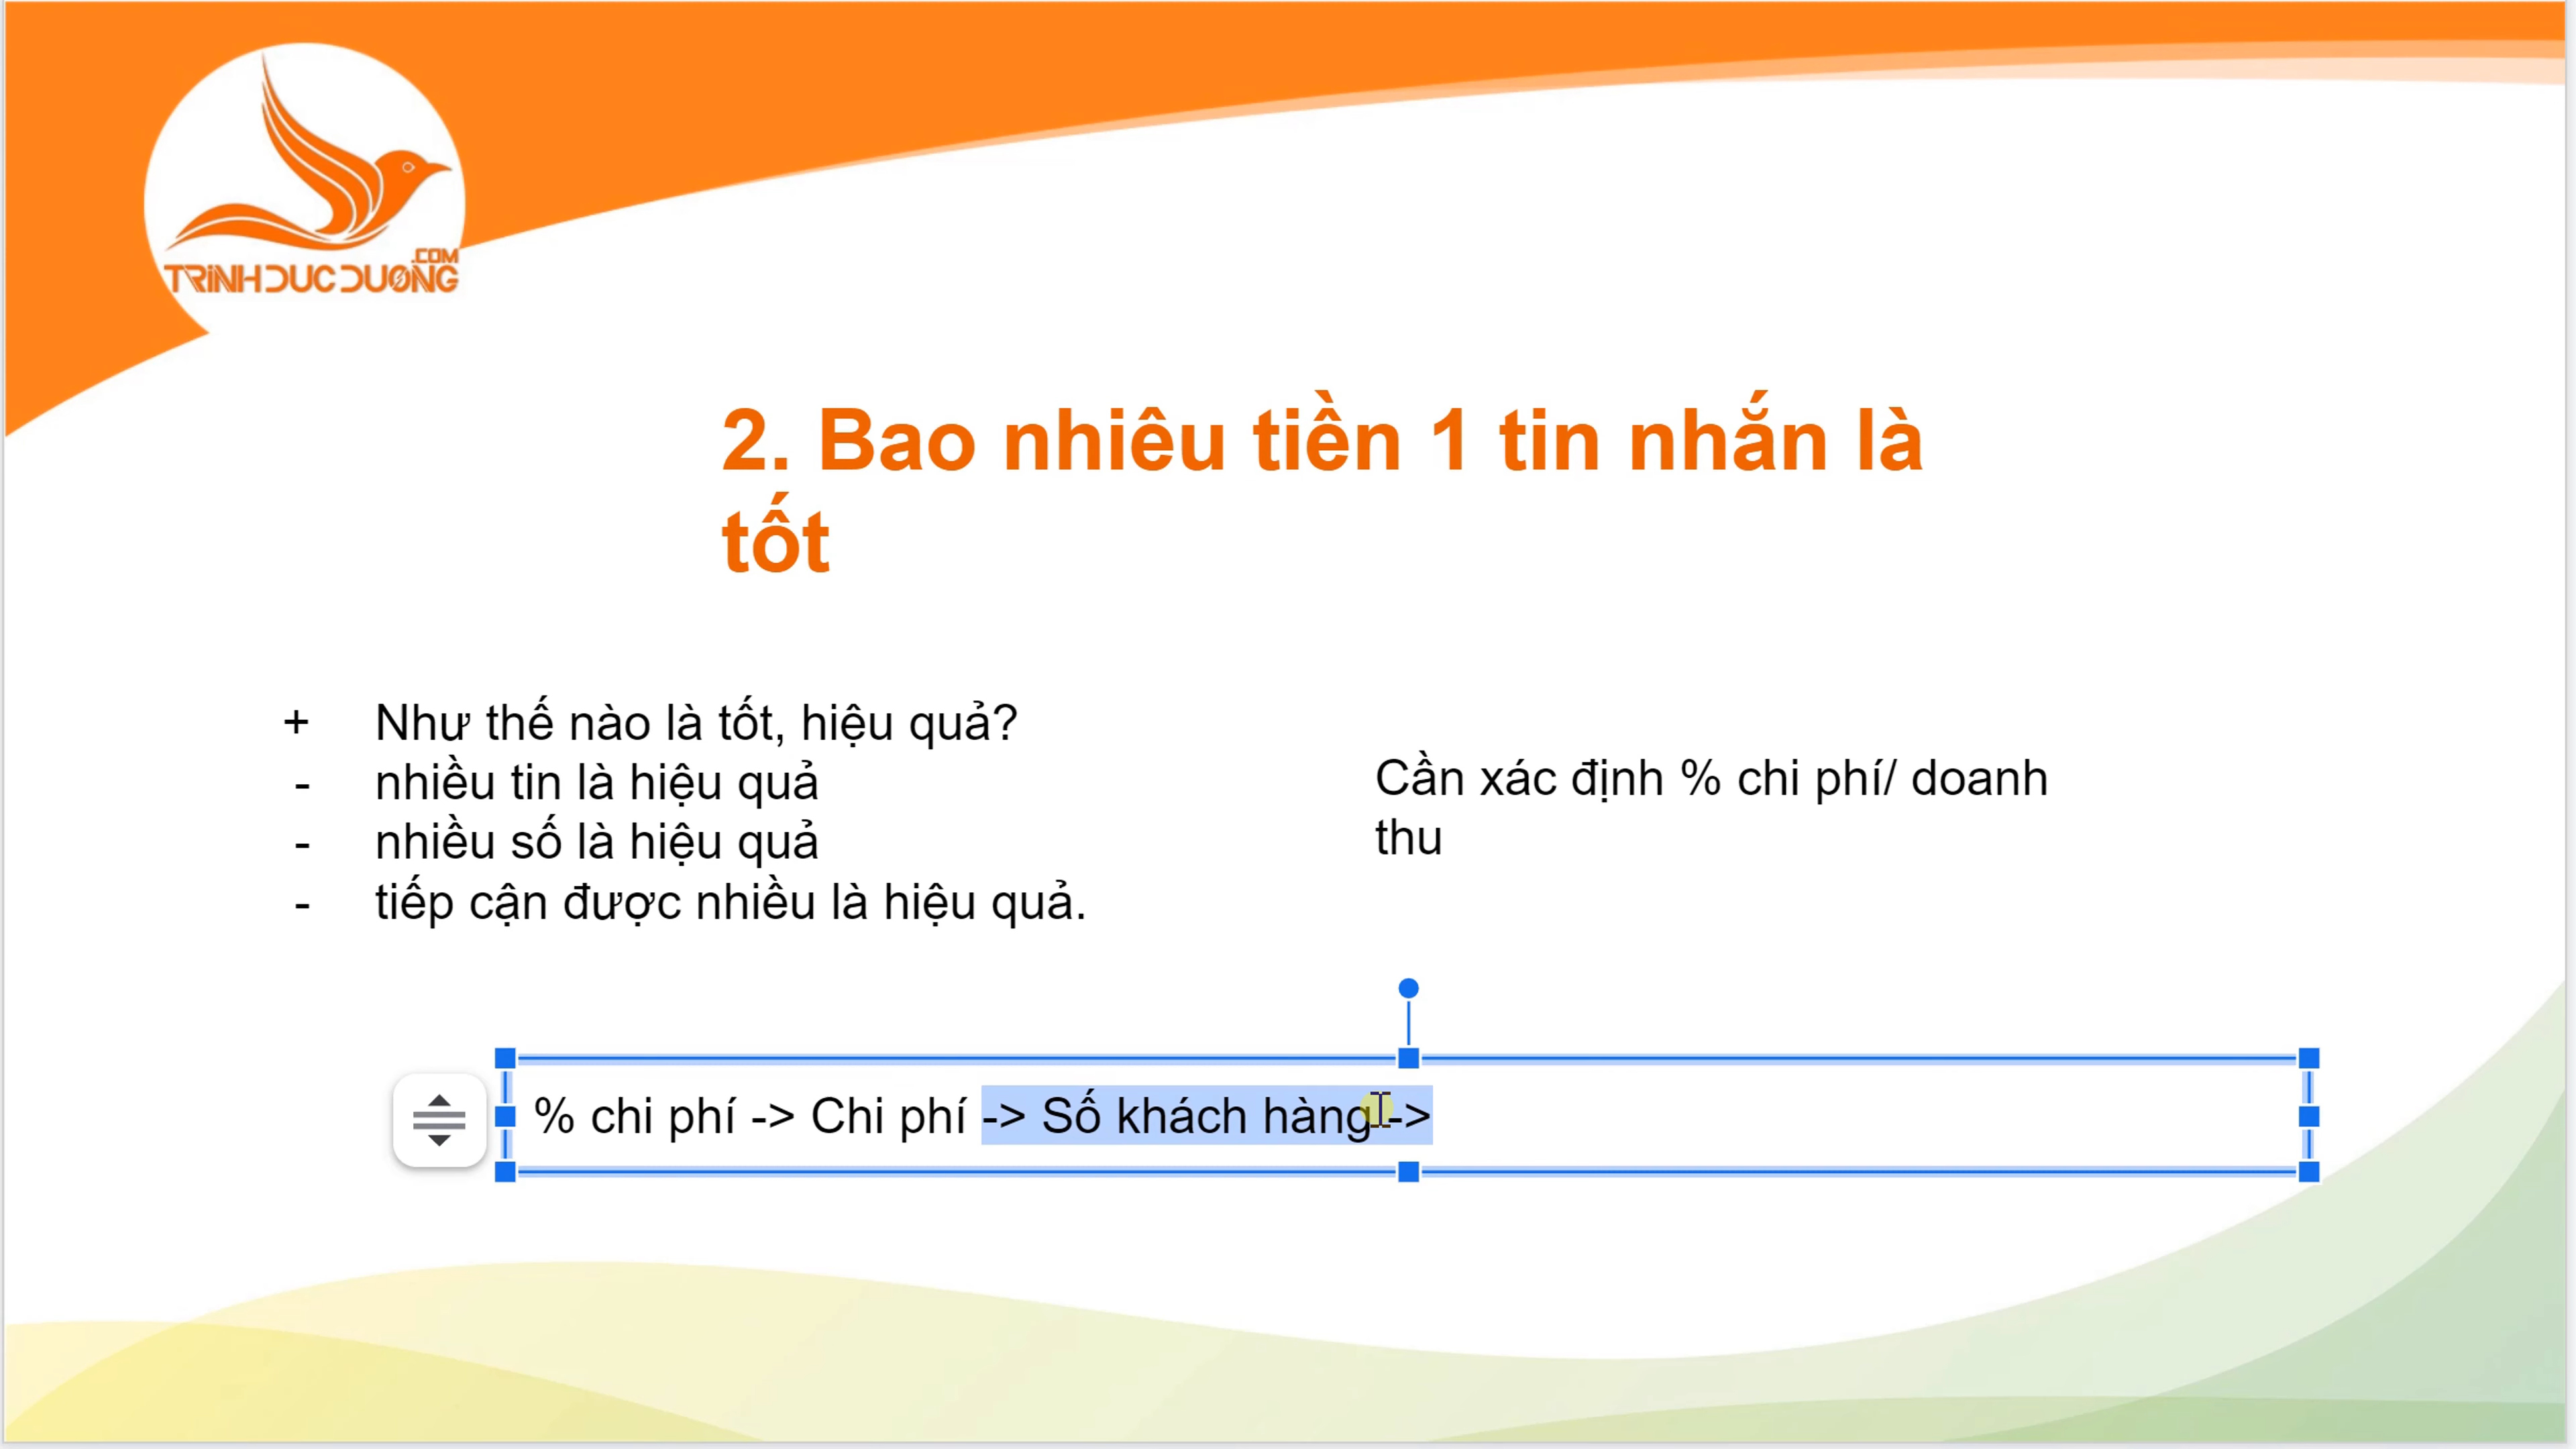 .COM
TRINHDUCDUONG
2. Bao nhiêu tiền 1 tin nhắn là
tốt
+ Như thế nào là tốt, hiệu quả?
- nhiều tin là hiệu quả
- nhiều số là hiệu quả
- tiếp cận được nhiều là hiệu quả.
Cần xác định % chi phí/ doanh
thu
% chi phí -> Chi phí -> Số khách hàng ->